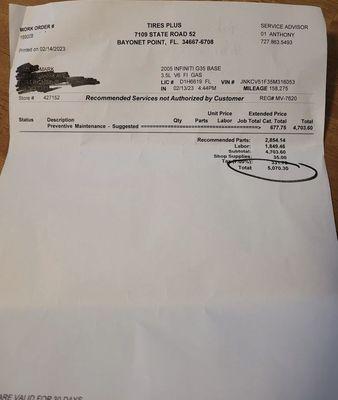 WORK ORDER #
TIRES PLUS
SERVICE ADVISOR
7109 STATE ROAD 52
01 ANTHONY
BAYONET POINT, FL. 34667-6708
727.863.5493
Printed on 02/14/2023
MARK
2005 INFINITI G35 BASE
3.5L V6 FI GAS
LIC # D1H6619 FL VIN # JNKCV51F35M316053
IN 02/13/23 4:44PM MILEAGE 158,275
Store # 427152 Recommended Services not Authorized by Customer REG# MV-7620
Unit Price Extended Price
Status Description Qty Parts Labor Job Total Cat. Total Total
Preventive Maintenance - Suggested 677.75 4,703.60
Recommended Parts: 2,854.14
Labor: 1,849.46
Subtotal: 4,703.60
Shop Supplies: 35.00
Total: 5,070.30
ARE VALID FOR 30 DAYS